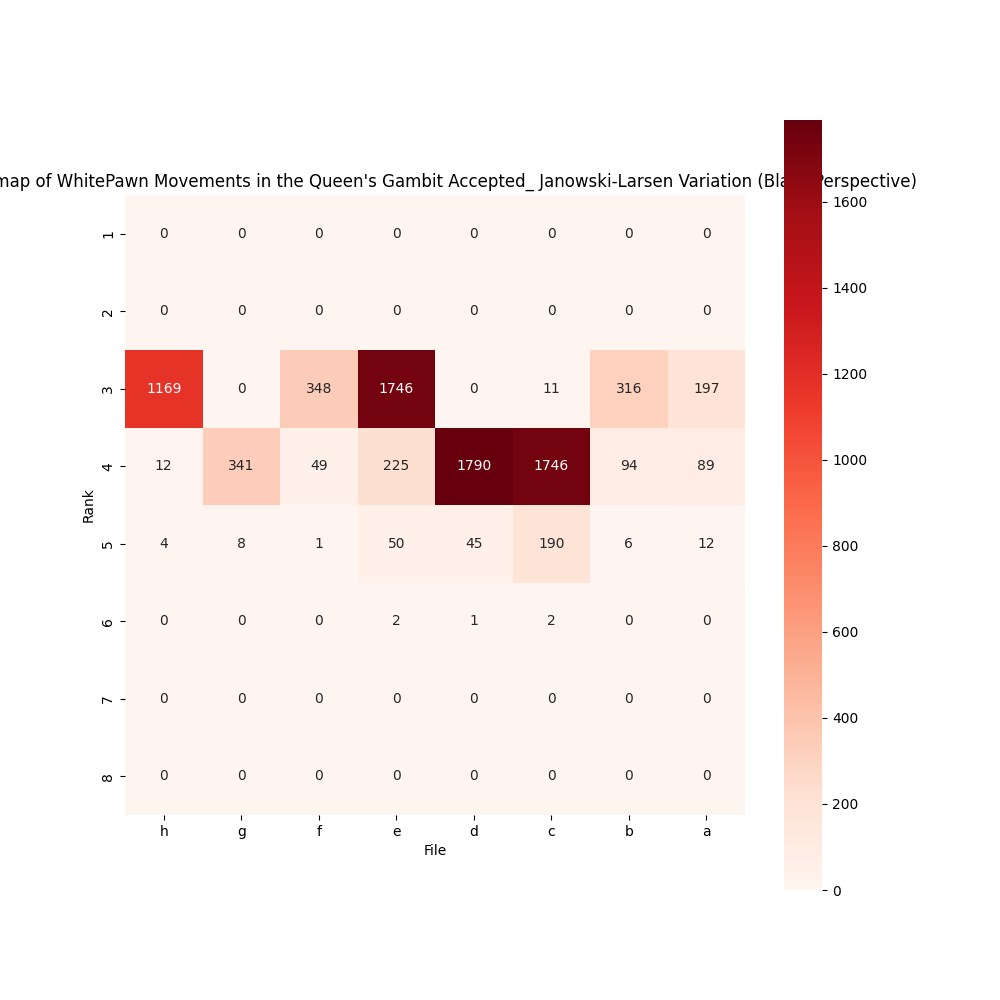 map of WhitePawn Movements in the Queen's Gambit Accepted_ Janowski-Larsen Variation Perspective)
1 0 0 0 0 0 0 0 0
2 0 0 0 0 0 0 0 0
3 1169 0 348 1746 0 11 316 197
4 12 341 49 225 1790 1746 94 89
5 4 8 1 50 45 190 6 12
6 0 0 0 2 1 2 0 0
7 0 0 0 0 0 0 0 0
8 0 0 0 0 0 0 0 0
Rank
h g f e d c b a
File
1600
1400
1200
1000
800
600
400
200
0